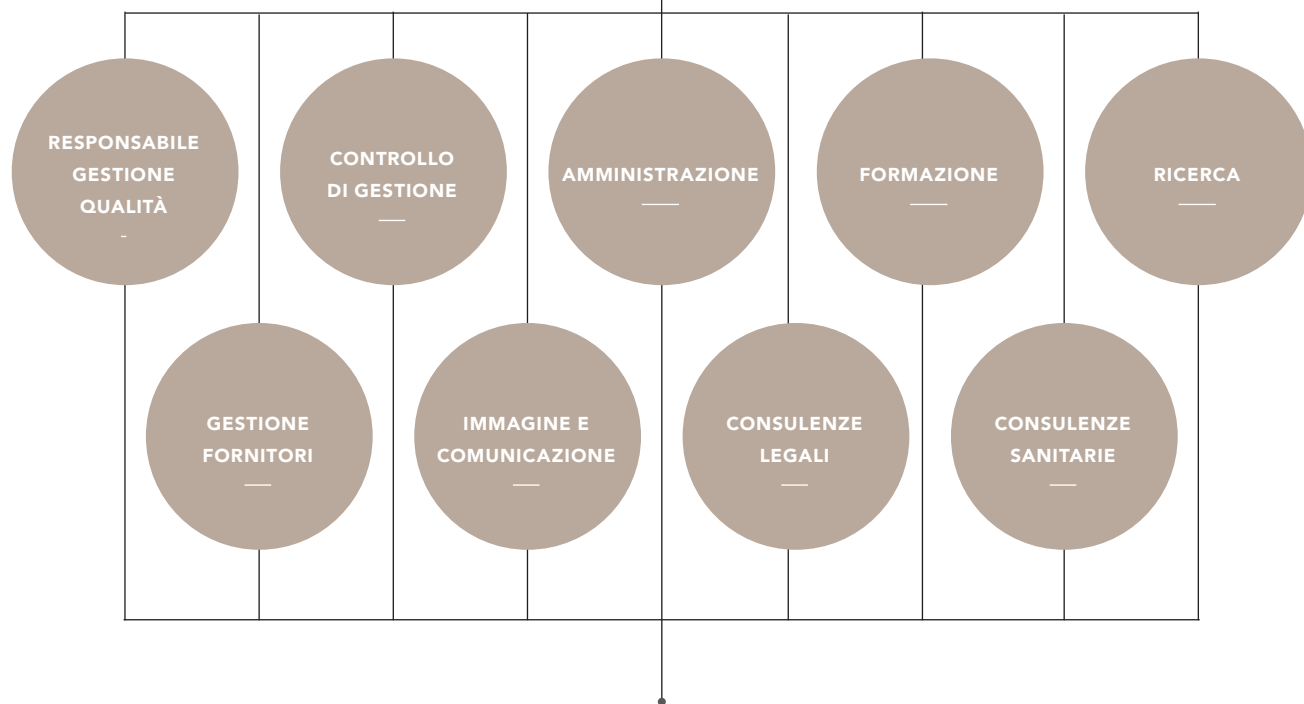 RESPONSABILE
GESTIONE
QUALITÀ
CONTROLLO
DI GESTIONE
AMMINISTRAZIONE
FORMAZIONE
RICERCA
GESTIONE
FORNITORI
IMMAGINE E
COMUNICAZIONE
CONSULENZE
LEGALI
CONSULENZE
SANITARIE